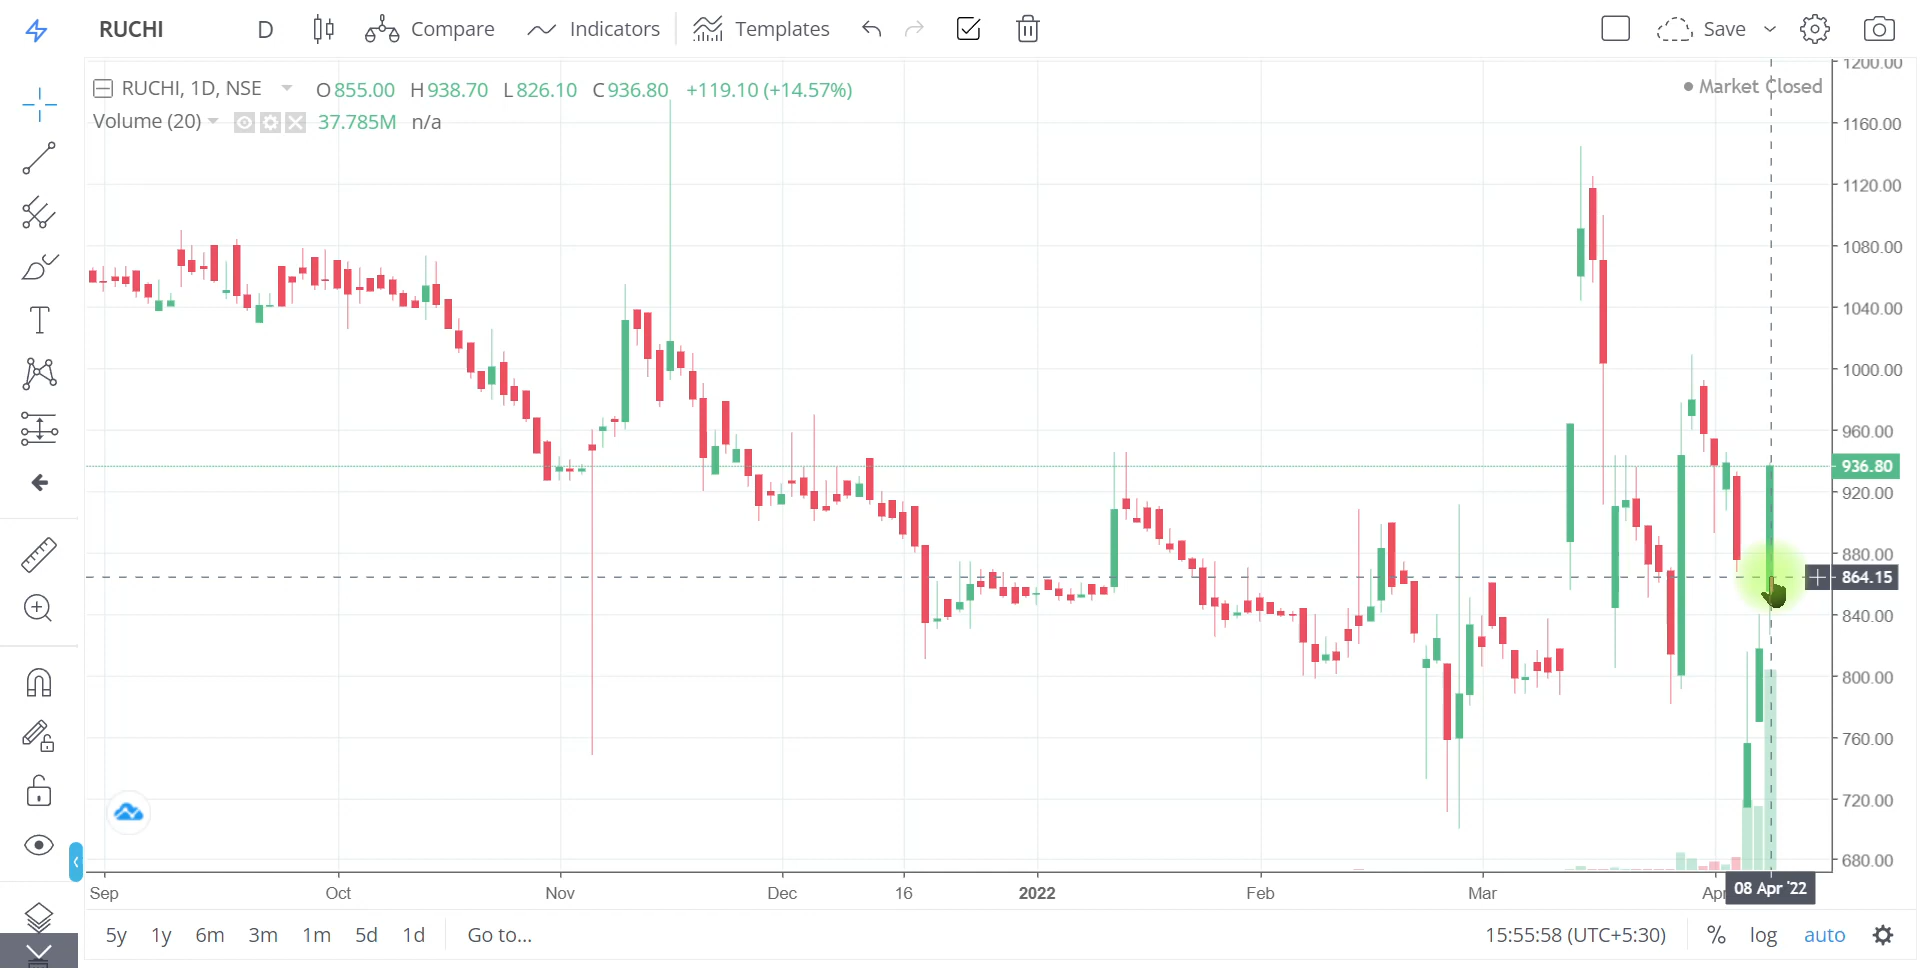 RUCHI D Compare Indicators Templates Save
RUCHI, 1D, NSE O855.00 H938.70 L826.10 C936.80 +119.10 (+14.57%)
Market Closed
Volume (20) 37.785M n/a
1200.00
1160.00
1120.00
1080.00
1040.00
1000.00
960.00
936.80
920.00
880.00
864.15
840.00
800.00
760.00
720.00
680.00
Sep Oct Nov Dec 16 2022 Feb Mar Apr 08 Apr '22
5y 1y 6m 3m 1m 5d 1d Go to... 15:55:58 (UTC+5:30) % log auto